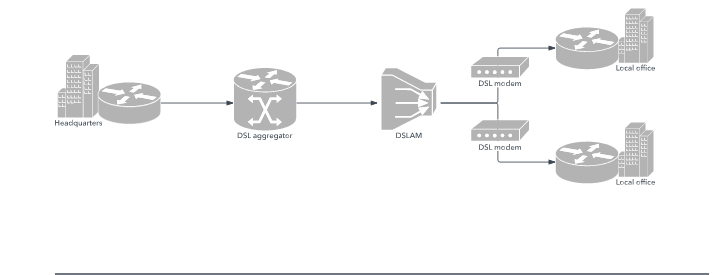 Local office
DSL modem
Headquarters
DSL aggregator
DSLAM
DSL modem
Local office